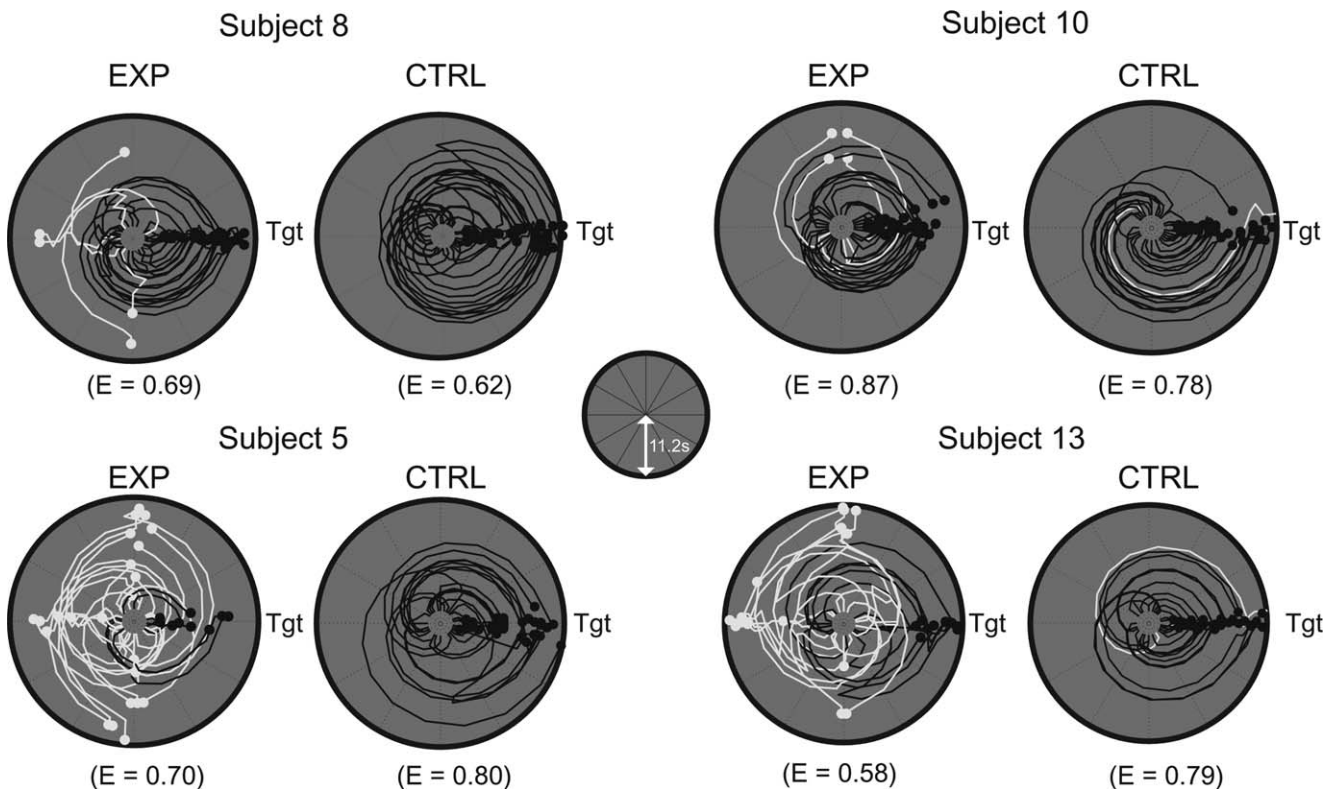 Subject 8
Subject 10
EXP
CTRL
EXP
CTRL
Tgt
Tgt
Tgt
Tgt
(E = 0.69)
(E = 0.62)
(E = 0.87)
(E = 0.78)
11.2s
Subject 5
Subject 13
EXP
CTRL
EXP
CTRL
Tgt
Tgt
Tgt
Tgt
(E = 0.70)
(E = 0.80)
(E = 0.58)
(E = 0.79)